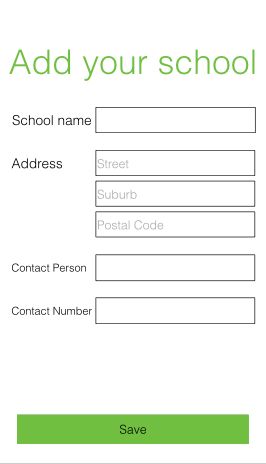 Add your school
School name
Address
Street
Suburb
Postal Code
Contact Person
Contact Number
Save